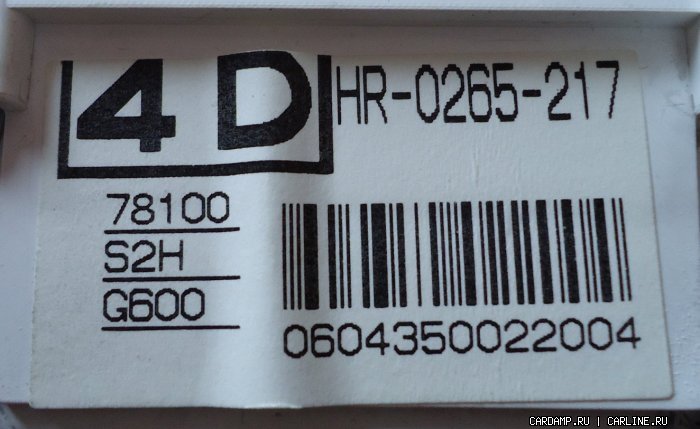 4D
HR-0265-217
78100
S2H
G600
0604350022004
CARDAMP.RU | CARLINE.RU